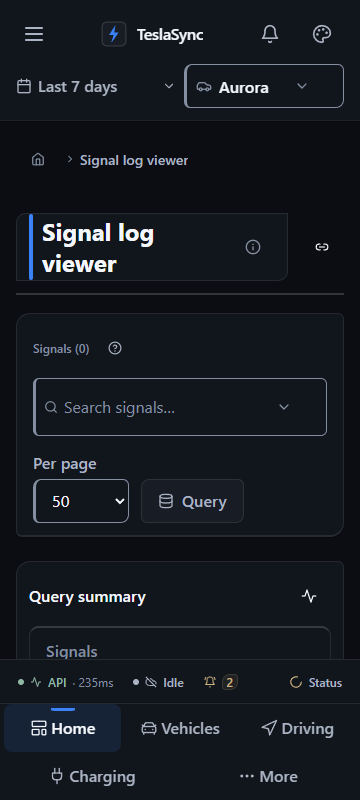 TeslaSync
Last 7 days
Aurora
Signal log viewer
Signal log
viewer
Signals (0)
Search signals...
Per page
50
Query
Query summary
Signals
API · 235ms
Idle
2
Status
Home
Vehicles
Driving
Charging
More